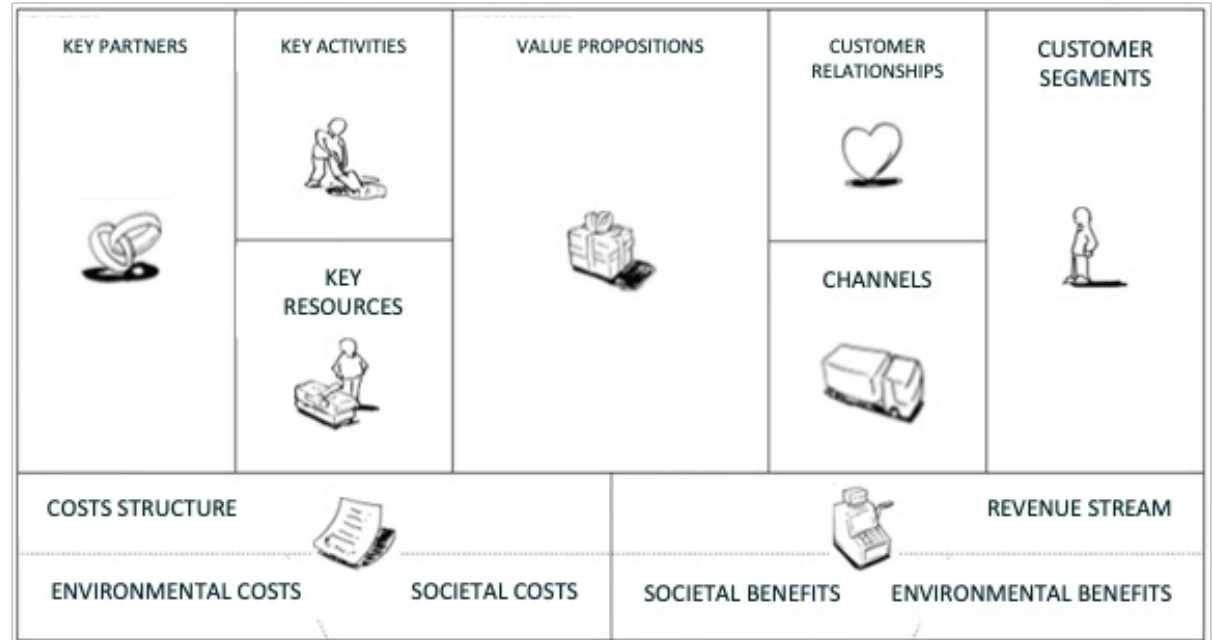 KEY PARTNERS
KEY ACTIVITIES
VALUE PROPOSITIONS
CUSTOMER
RELATIONSHIPS
CUSTOMER
SEGMENTS
KEY
RESOURCES
CHANNELS
COSTS STRUCTURE
REVENUE STREAM
ENVIRONMENTAL COSTS
SOCIETAL COSTS
SOCIETAL BENEFITS
ENVIRONMENTAL BENEFITS